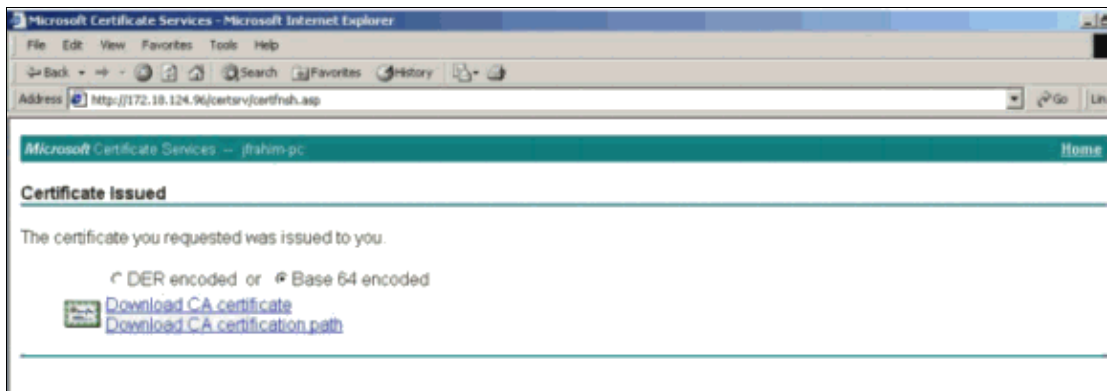 Microsoft Certificate Services - Microsoft Internet Explorer
File Edit View Favorites Tools Help
Back Search Favorites History
Address http://172.18.124.96/certsrv/certfnsh.asp Go Lin
Microsoft Certificate Services -- jfrahim-pc Home
Certificate Issued
The certificate you requested was issued to you.
DER encoded or Base 64 encoded
Download CA certificate
Download CA certification path